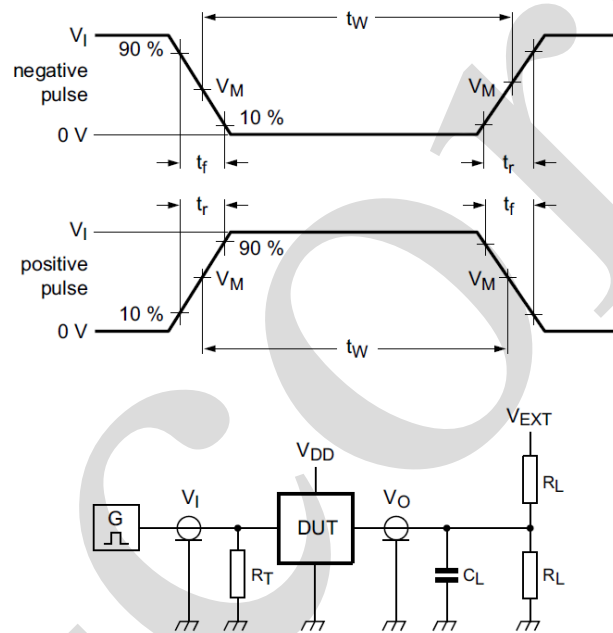 V_I
t_W
90 %
negative pulse
V_M
V_M
10 %
0 V
t_f
t_r
t_r
t_f
V_I
90 %
positive pulse
V_M
V_M
10 %
0 V
t_W
V_EXT
V_DD
R_L
V_I
V_O
G
DUT
R_T
C_L
R_L